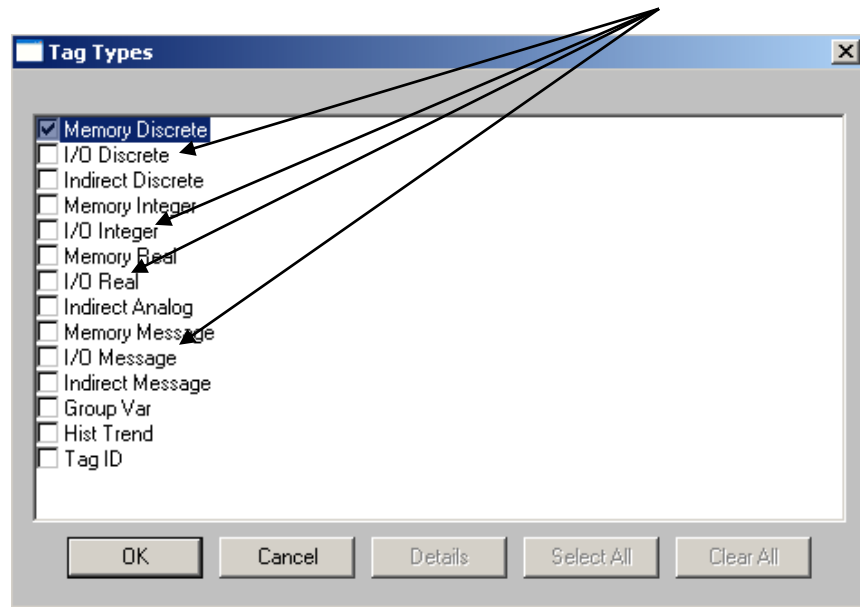 Tag Types
Memory Discrete
I/O Discrete
Indirect Discrete
Memory Integer
I/O Integer
Memory Real
I/O Real
Indirect Analog
Memory Message
I/O Message
Indirect Message
Group Var
Hist Trend
Tag ID
OK Cancel Details Select All Clear All